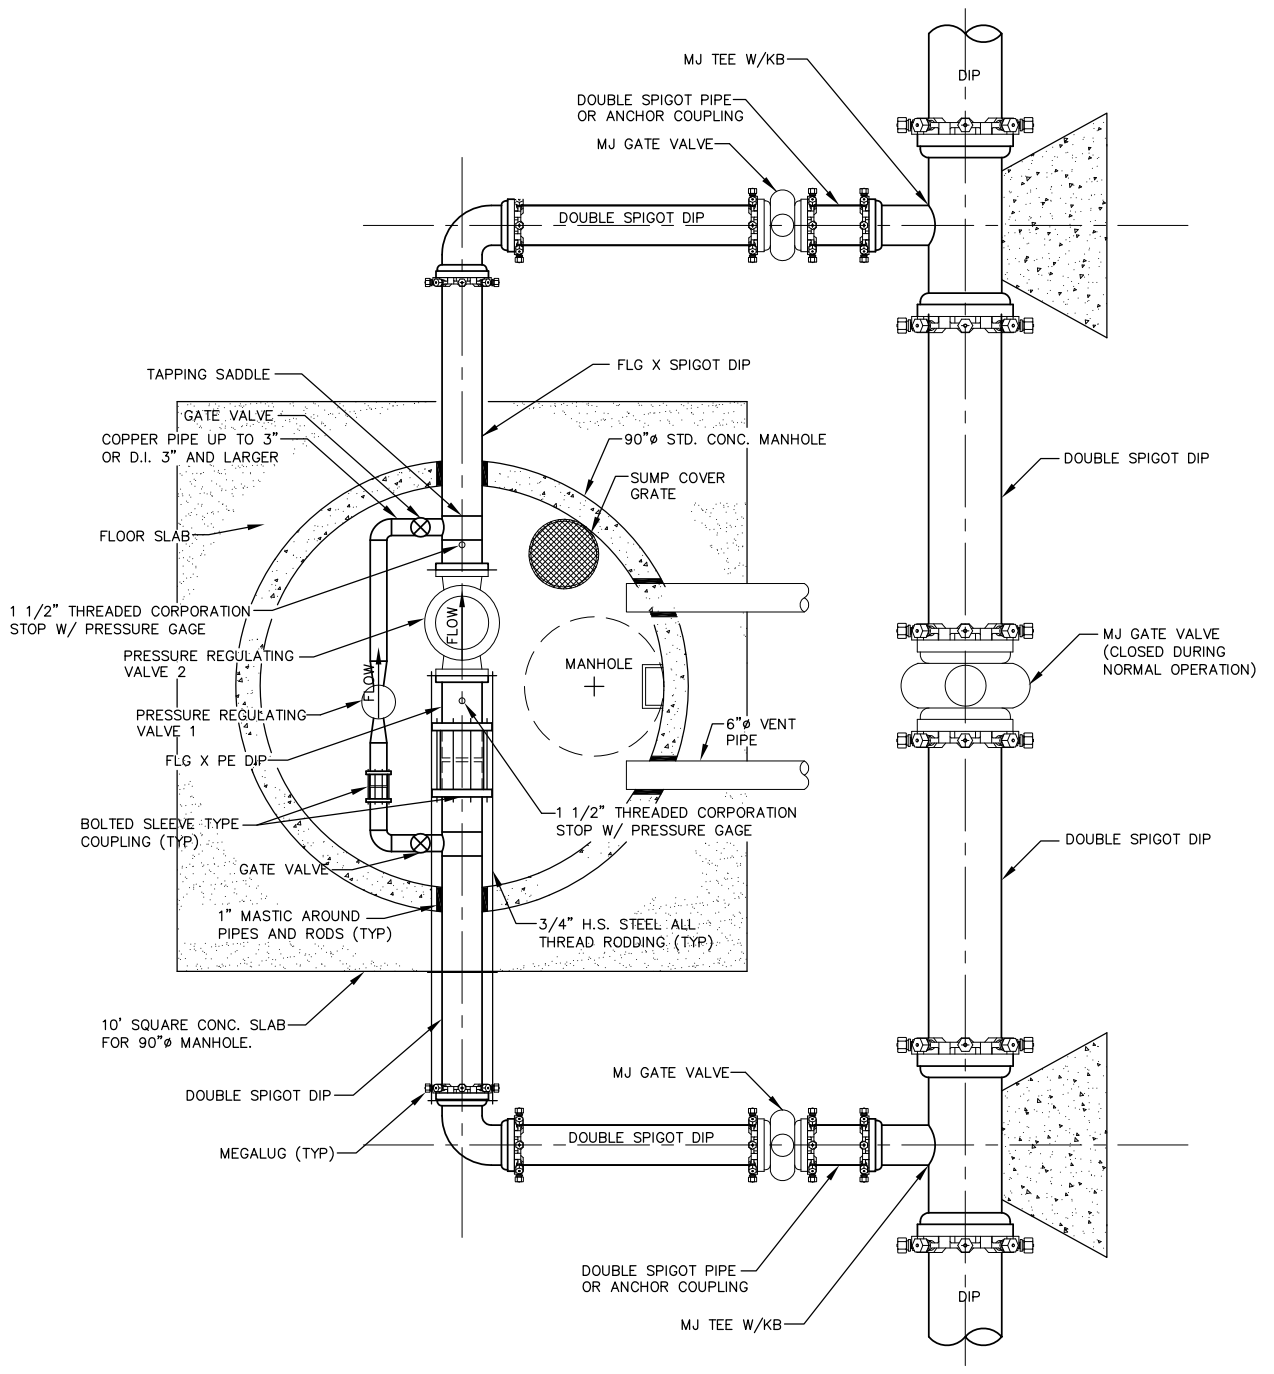 MJ TEE W/KB
DIP
DOUBLE SPIGOT PIPE
OR ANCHOR COUPLING
MJ GATE VALVE
DOUBLE SPIGOT DIP
FLG X SPIGOT DIP
TAPPING SADDLE
GATE VALVE
COPPER PIPE UP TO 3"
OR D.I. 3" AND LARGER
90"ø STD. CONC. MANHOLE
DOUBLE SPIGOT DIP
SUMP COVER
GRATE
FLOOR SLAB
1 1/2" THREADED CORPORATION
STOP W/ PRESSURE GAGE
FLOW
PRESSURE REGULATING
VALVE 2
MANHOLE
MJ GATE VALVE
(CLOSED DURING
NORMAL OPERATION)
FLOW
PRESSURE REGULATING
VALVE 1
6"ø VENT
PIPE
FLG X PE DIP
1 1/2" THREADED CORPORATION
STOP W/ PRESSURE GAGE
BOLTED SLEEVE TYPE
COUPLING (TYP)
DOUBLE SPIGOT DIP
GATE VALVE
1" MASTIC AROUND
PIPES AND RODS (TYP)
3/4" H.S. STEEL ALL
THREAD RODDING (TYP)
10' SQUARE CONC. SLAB
FOR 90"ø MANHOLE.
MJ GATE VALVE
DOUBLE SPIGOT DIP
DOUBLE SPIGOT DIP
MEGALUG (TYP)
DOUBLE SPIGOT PIPE
OR ANCHOR COUPLING
DIP
MJ TEE W/KB